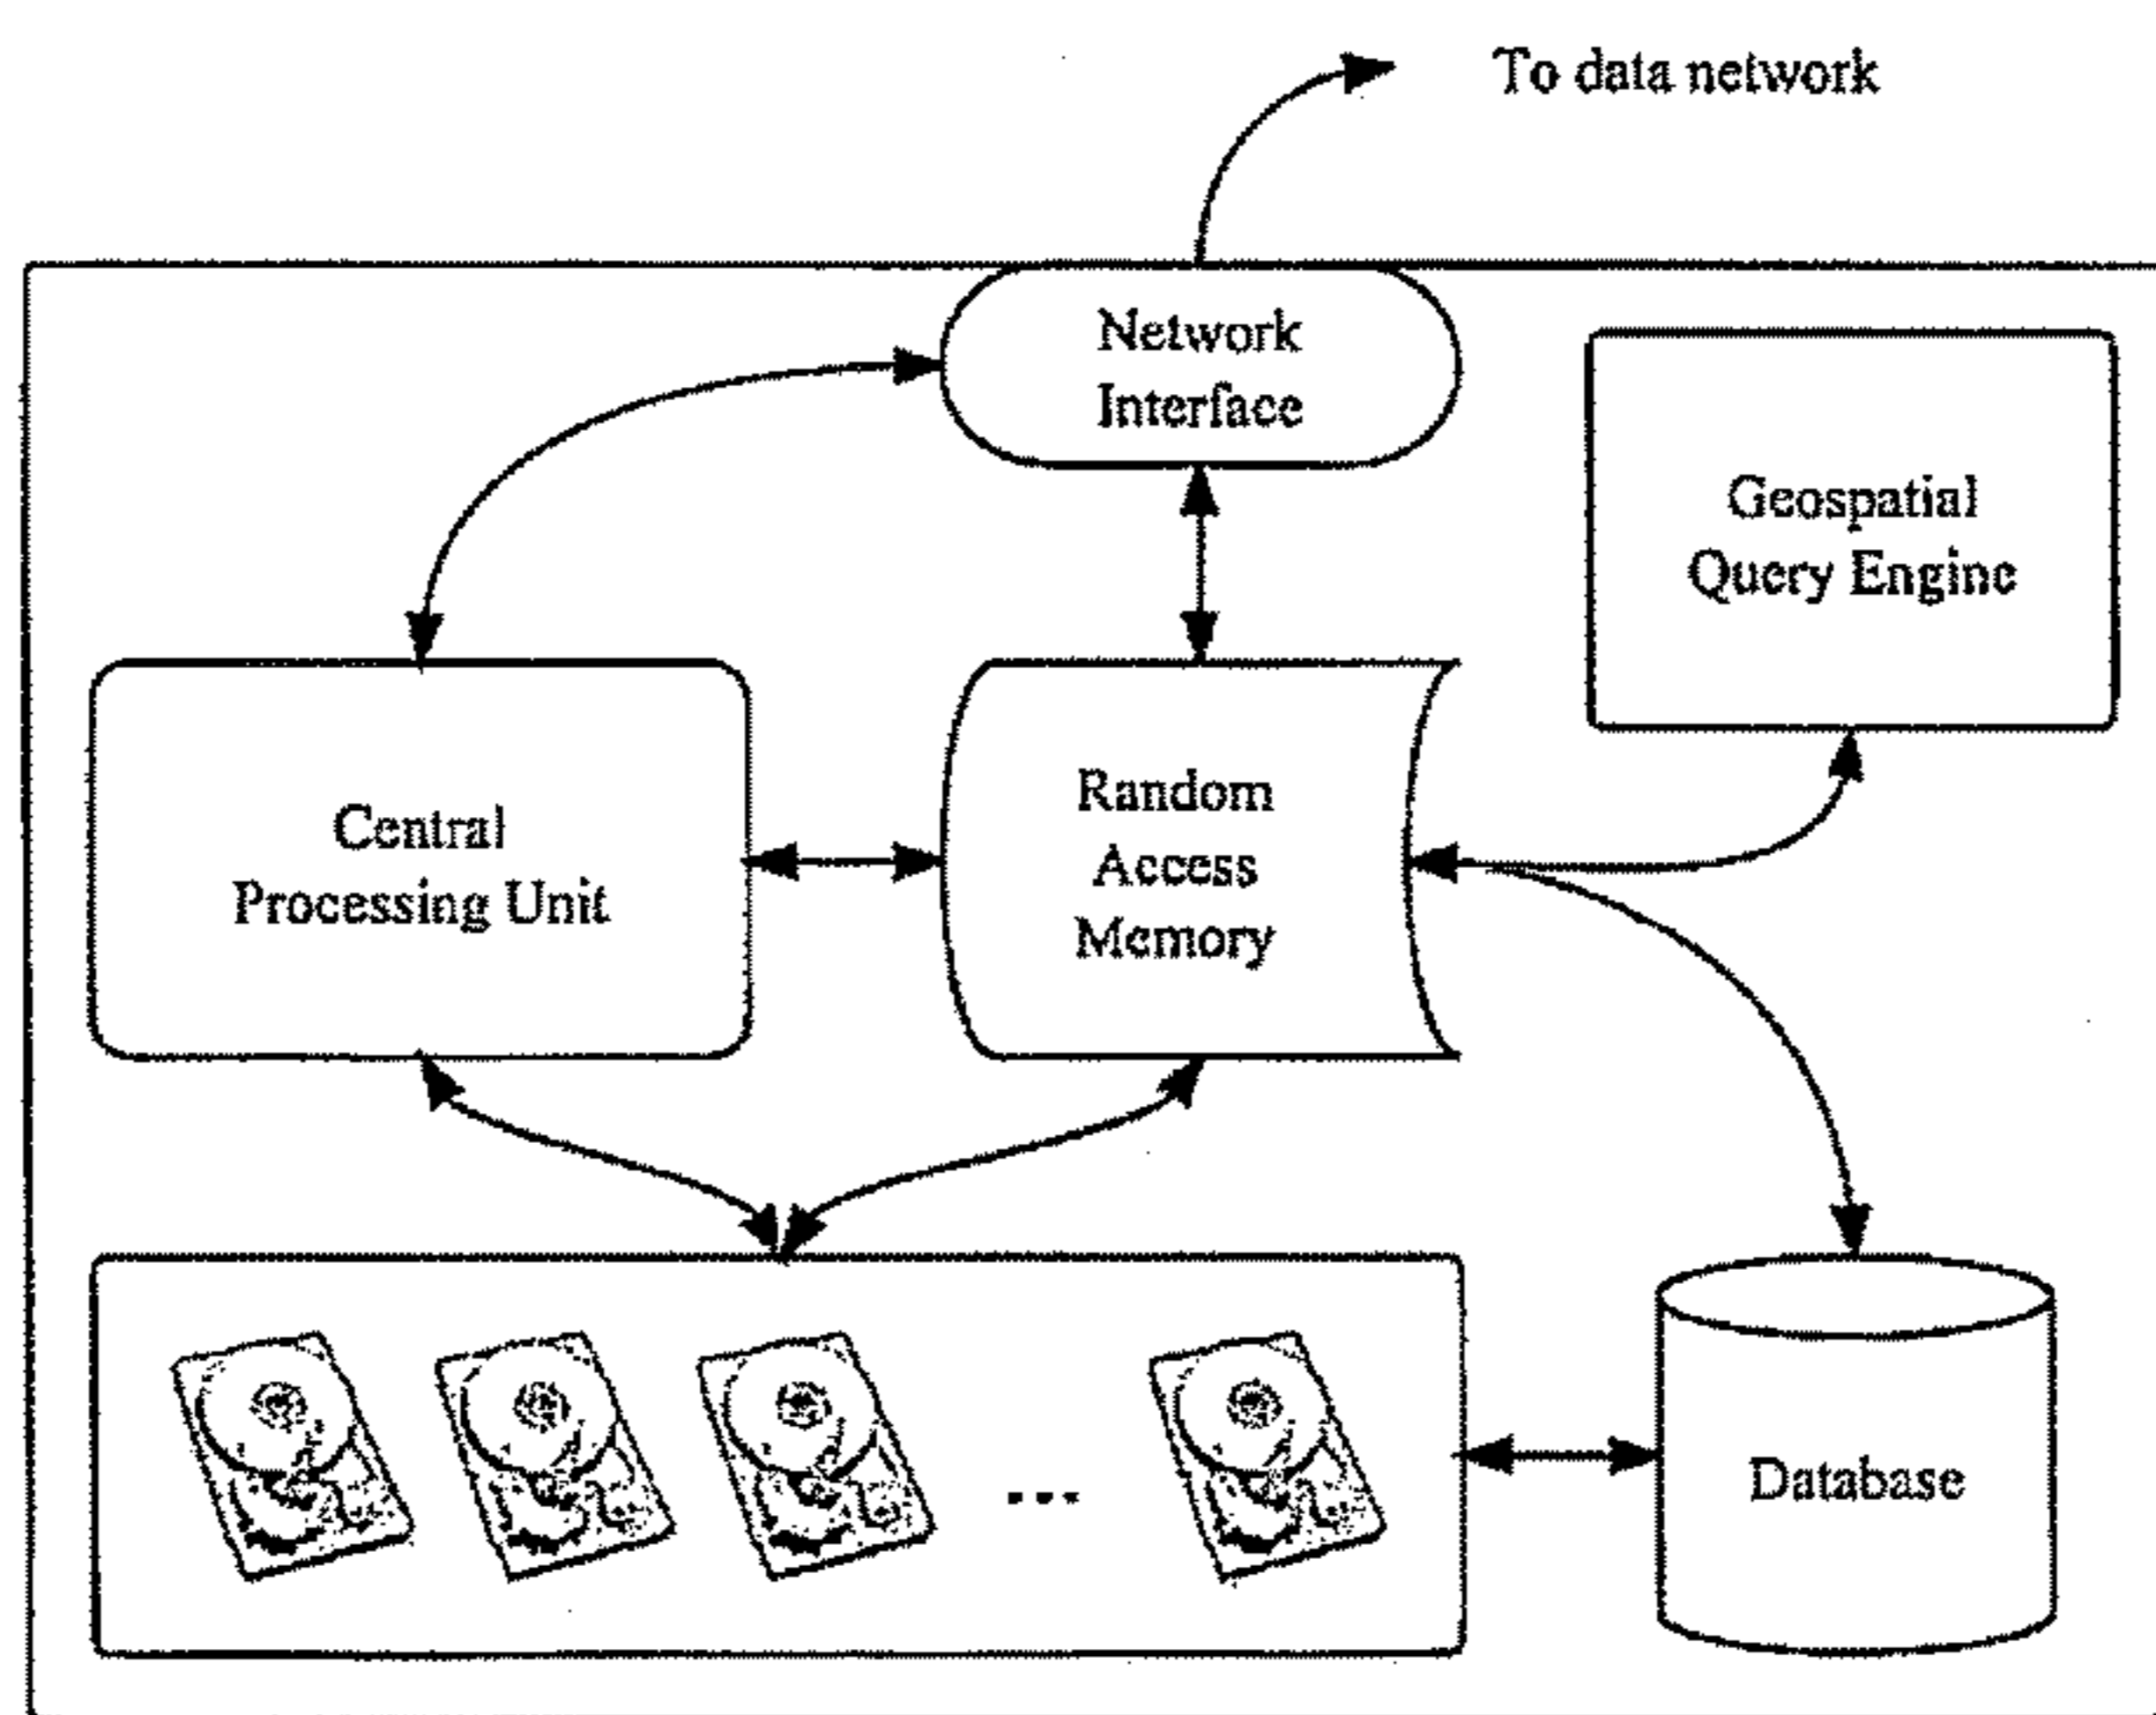 To data network
Network
Interface
Geospatial
Query Engine
Central
Processing Unit
Random
Access
Memory
...
Database